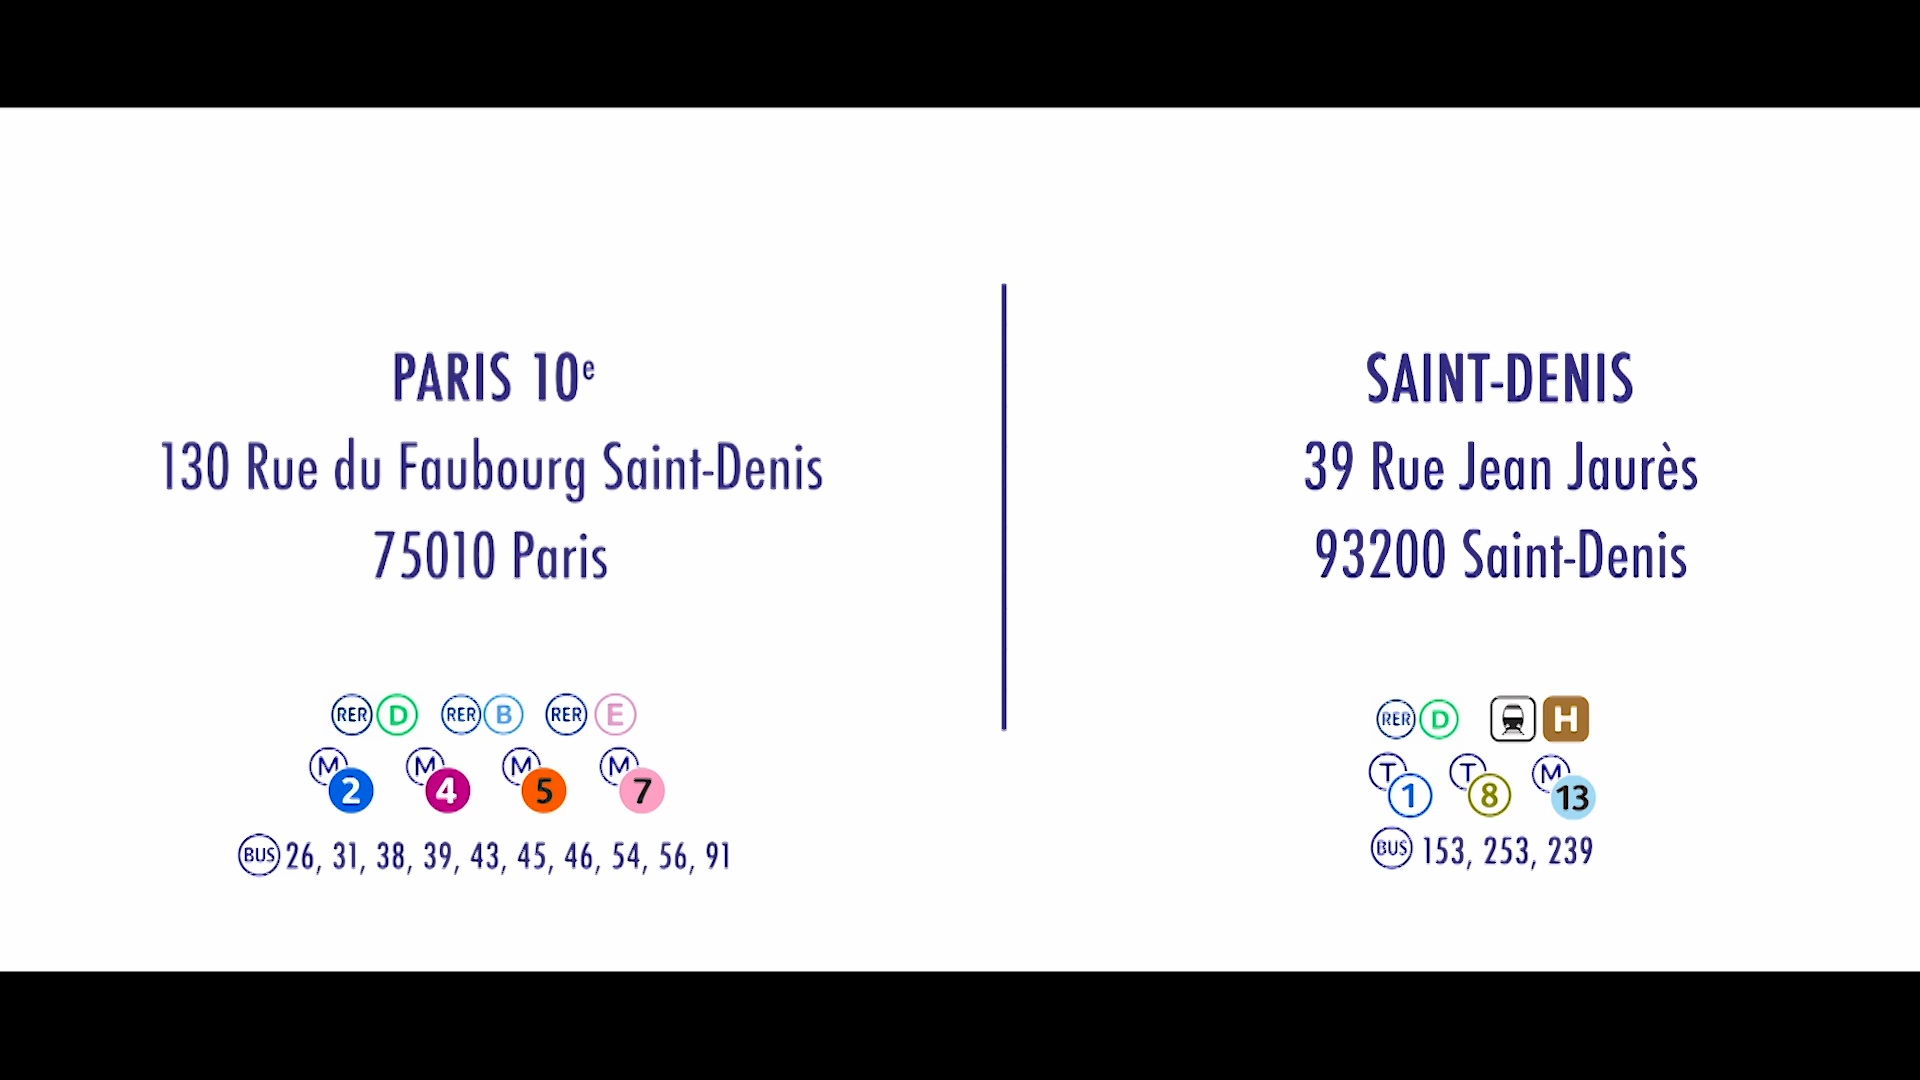 PARIS 10e
130 Rue du Faubourg Saint-Denis
75010 Paris
RER D RER B RER E
M 2 M 4 M 5 M 7
BUS 26, 31, 38, 39, 43, 45, 46, 54, 56, 91
SAINT-DENIS
39 Rue Jean Jaurès
93200 Saint-Denis
RER D H
T 1 T 8 M 13
BUS 153, 253, 239